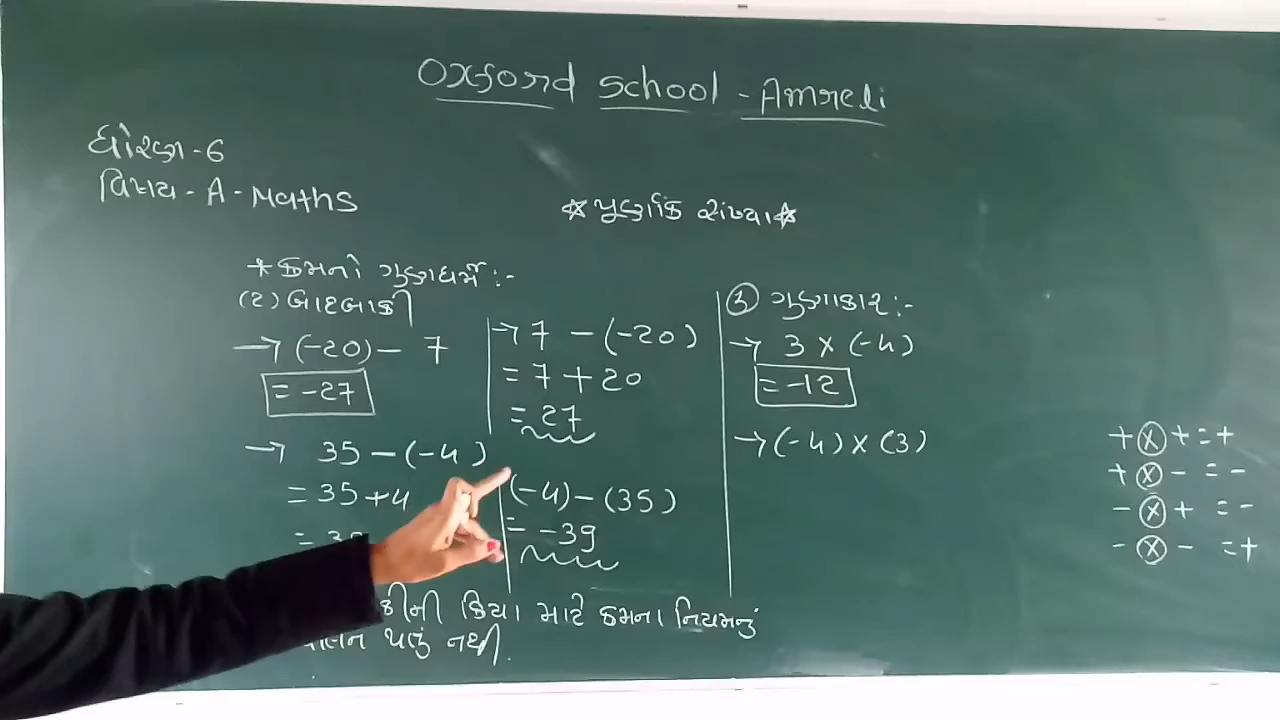 Oxford School - Amreli
ધોરણ - 6
વિષય - A - Maths
☆ પૂર્ણાંક સંખ્યા ☆
* ક્રમનો ગુણધર્મ :-
(2) બાદબાકી
→ (-20) - 7
= -27
→ 35 - (-4)
= 35 + 4
→ 7 - (-20)
= 7 + 20
= 27
(-4) - (35)
= -39
કીની ક્રિયા માટે ક્રમના નિયમનું
પાલન થતું નથી.
③ ગુણાકાર :-
→ 3 × (-4)
= -12
→ (-4) × (3)
+ ⓧ + = +
+ ⓧ - = -
- ⓧ + = -
- ⓧ - = +